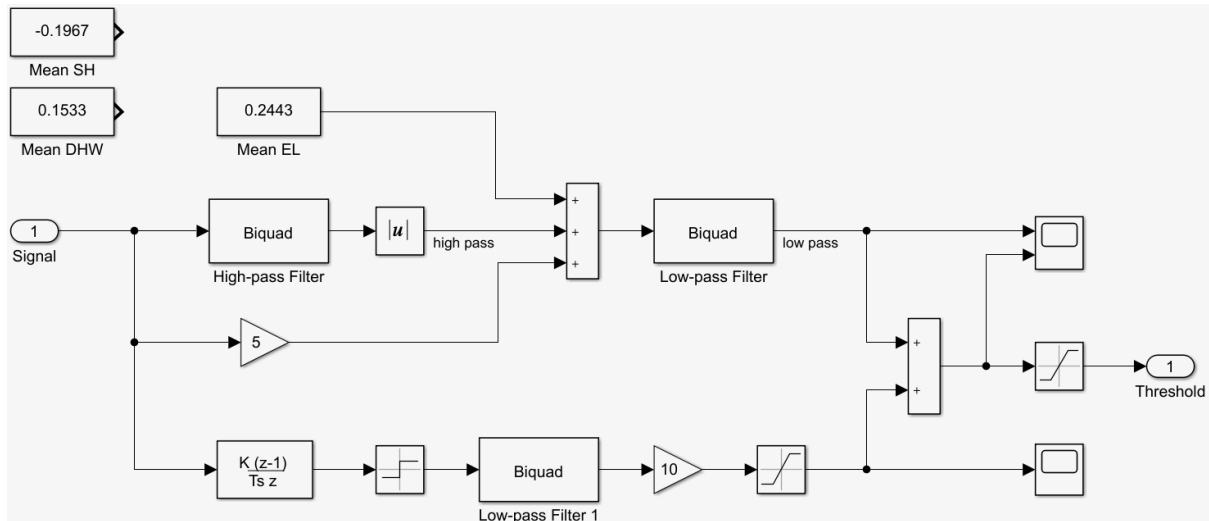 -0.1967
Mean SH
0.1533
Mean DHW
0.2443
Mean EL
1
Signal
Biquad
High-pass Filter
|u|
high pass
+
+
+
Biquad
Low-pass Filter
low pass
5
+
+
1
Threshold
K (z-1)
Ts z
Biquad
Low-pass Filter 1
10